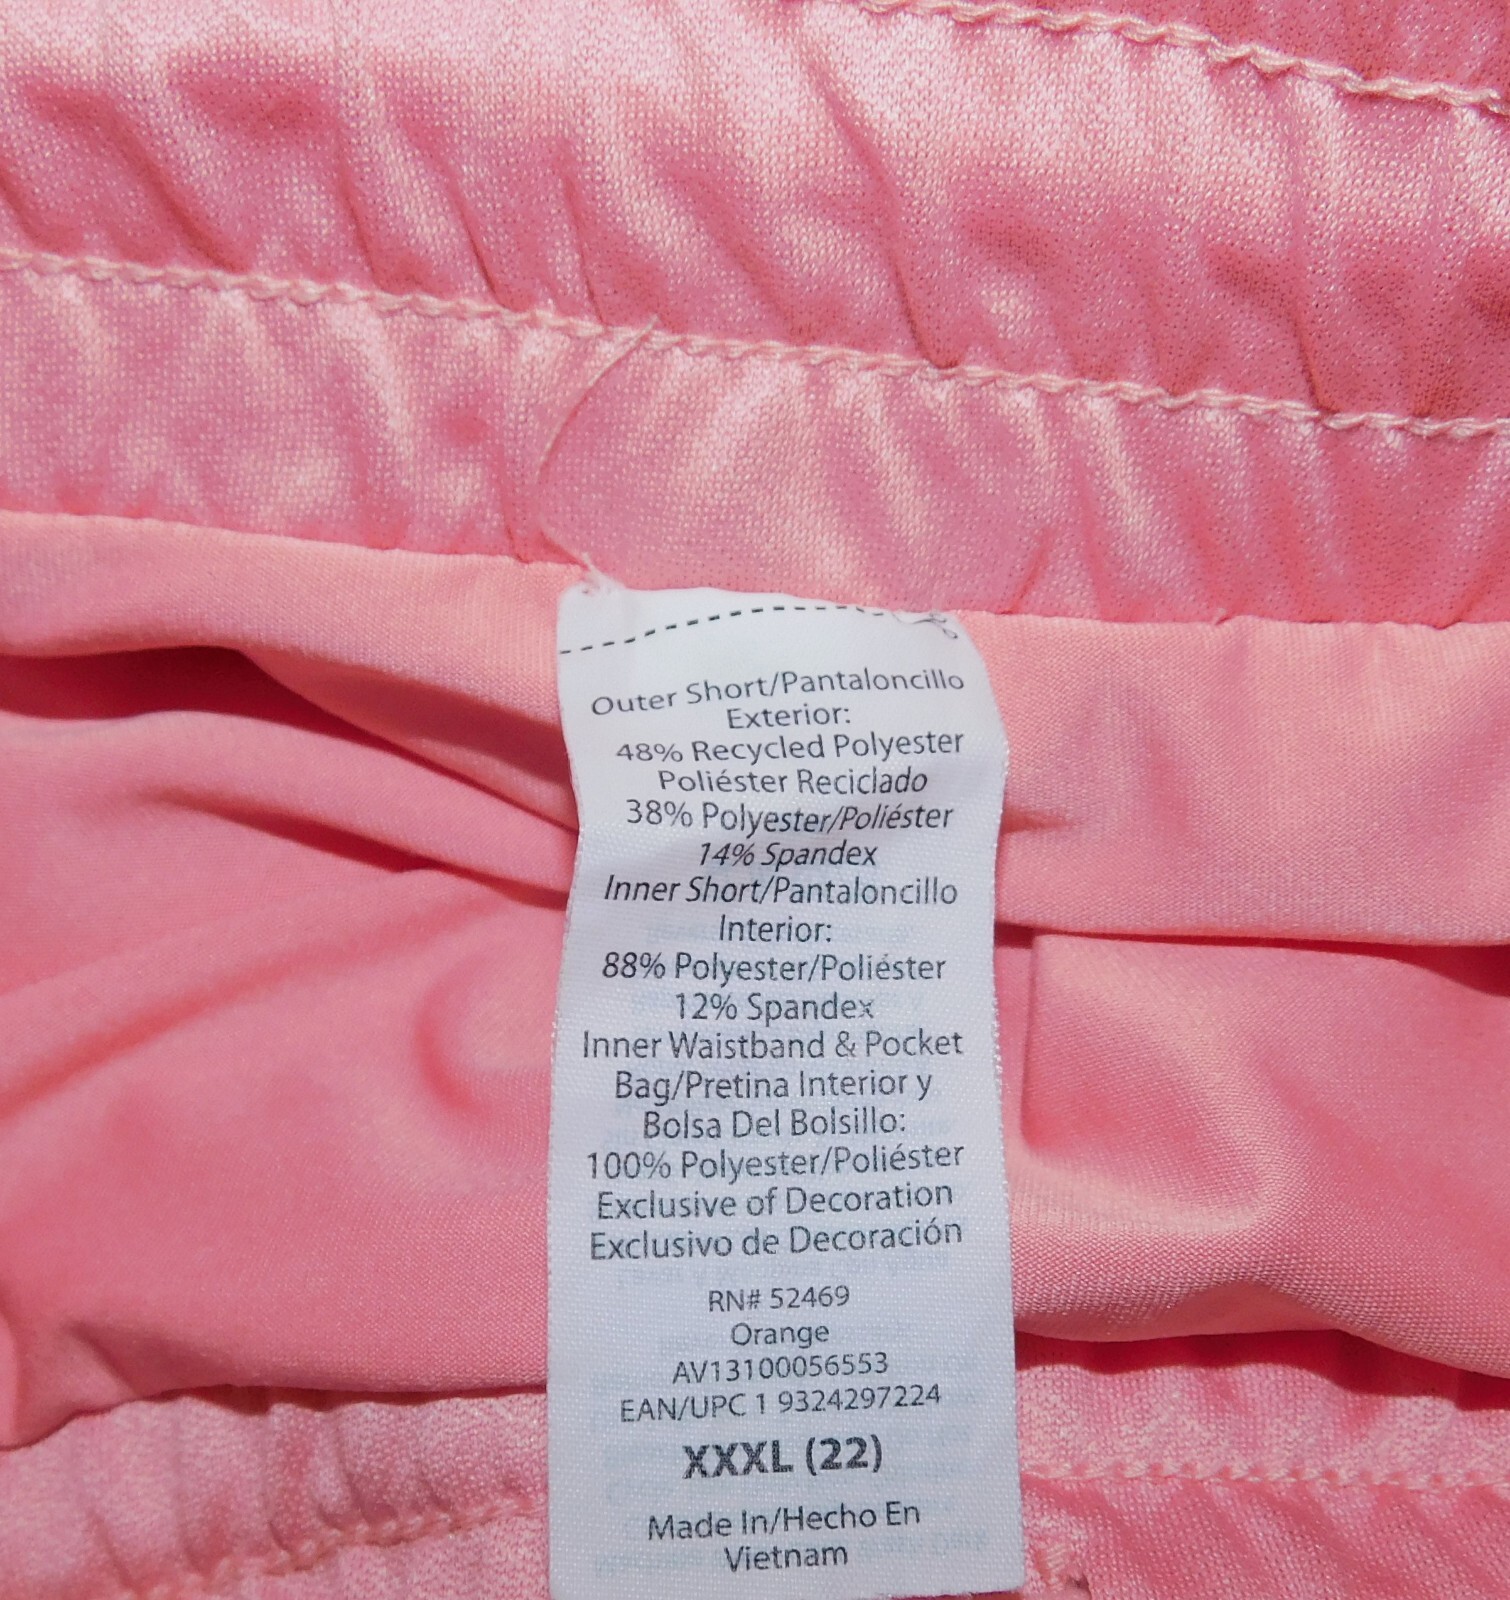 Outer Short/Pantaloncillo
Exterior:
48% Recycled Polyester
Poliéster Reciclado
38% Polyester/Poliéster
14% Spandex
Inner Short/Pantaloncillo
Interior:
88% Polyester/Poliéster
12% Spandex
Inner Waistband & Pocket
Bag/Pretina Interior y
Bolsa Del Bolsillo:
100% Polyester/Poliéster
Exclusive of Decoration
Exclusivo de Decoración
RN# 52469
Orange
AV13100056553
EAN/UPC 1 9324297224
XXXL (22)
Made In/Hecho En
Vietnam